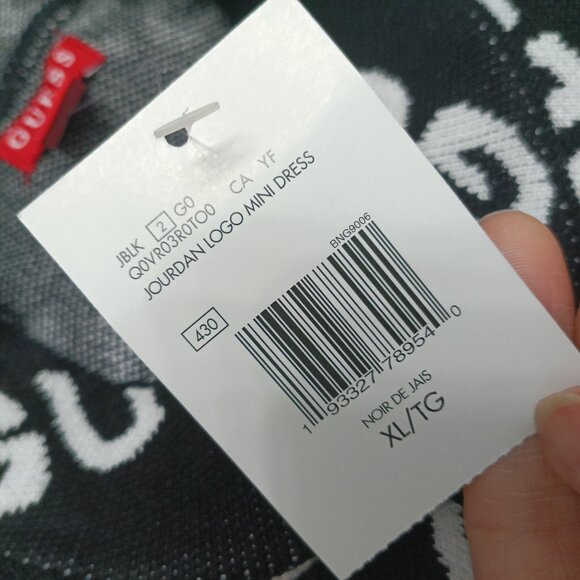 GUESS
JBLK 2 G0
Q0VR03R0TO0 CA YF
JOURDAN LOGO MINI DRESS
430
BNG9006
1 93327 78954 0
NOIR DE JAIS
XL/TG
GU